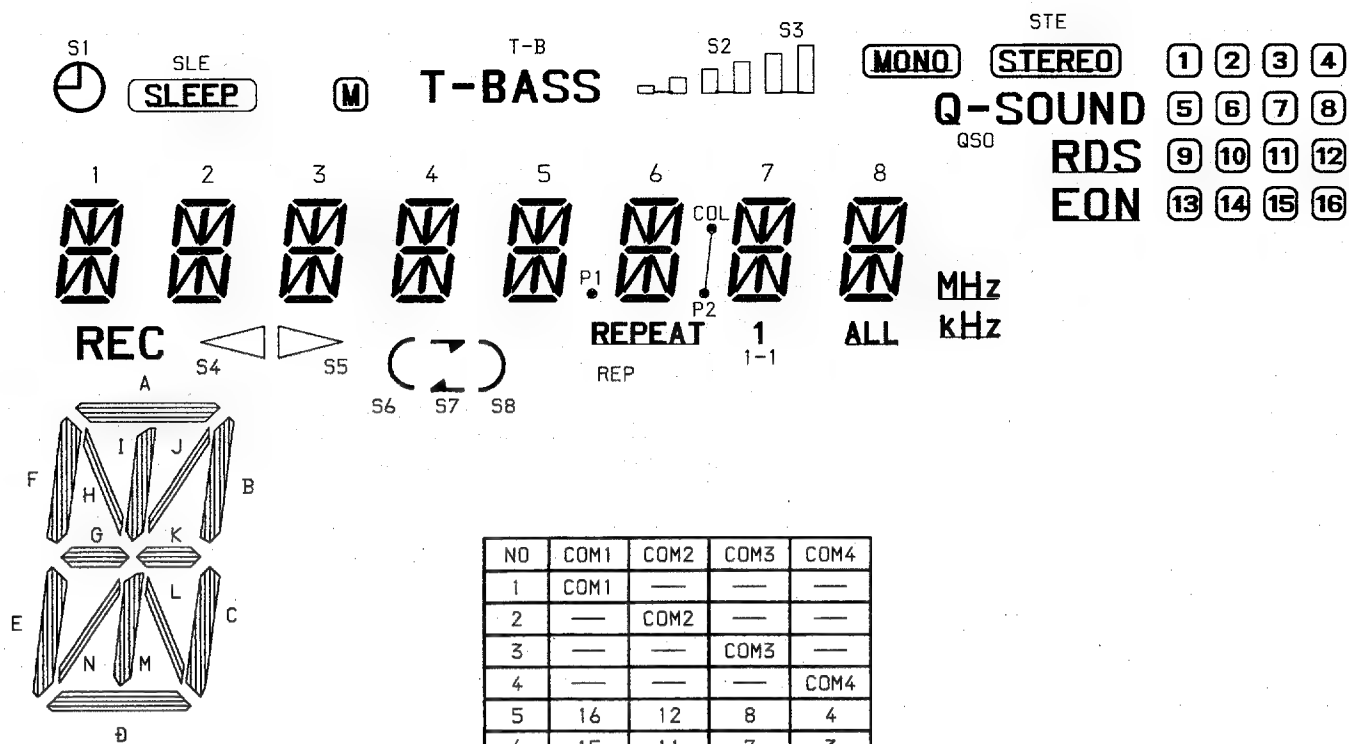 STE
S1 SLE T-B S2 S3
SLEEP M T-BASS MONO STEREO 1 2 3 4
Q-SOUND 5 6 7 8
QSO
RDS 9 10 11 12
1 2 3 4 5 6 7 8
EON 13 14 15 16
COL
P1
P2
MHz
REC REPEAT 1 ALL kHz
1-1
S4 S5 REP
S6 S7 S8
A
I J
F H B
G K
L
E C
N M
D
NO COM1 COM2 COM3 COM4
1 COM1 — — —
2 — COM2 — —
3 — — COM3 —
4 — — — COM4
5 16 12 8 4